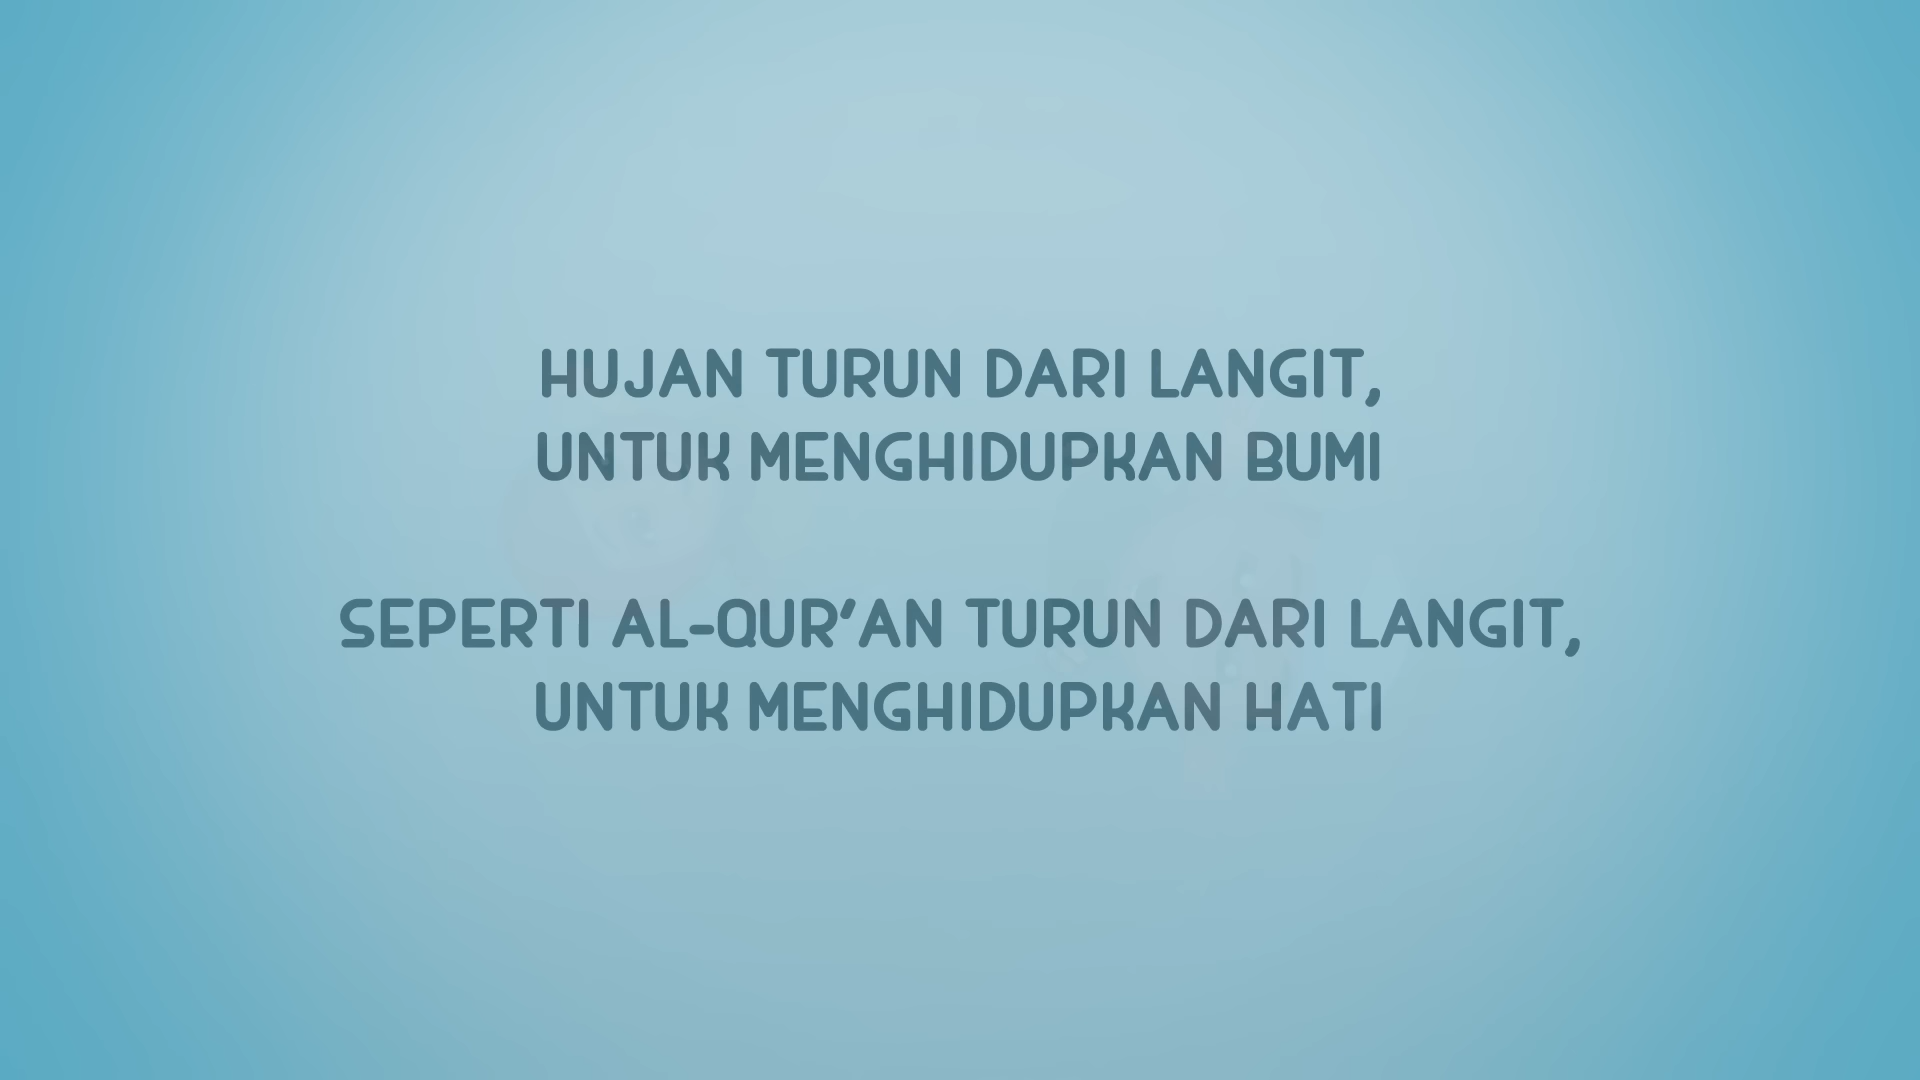 HUJAN TURUN DARI LANGIT,
UNTUK MENGHIDUPKAN BUMI
SEPERTI AL-QUR'AN TURUN DARI LANGIT,
UNTUK MENGHIDUPKAN HATI